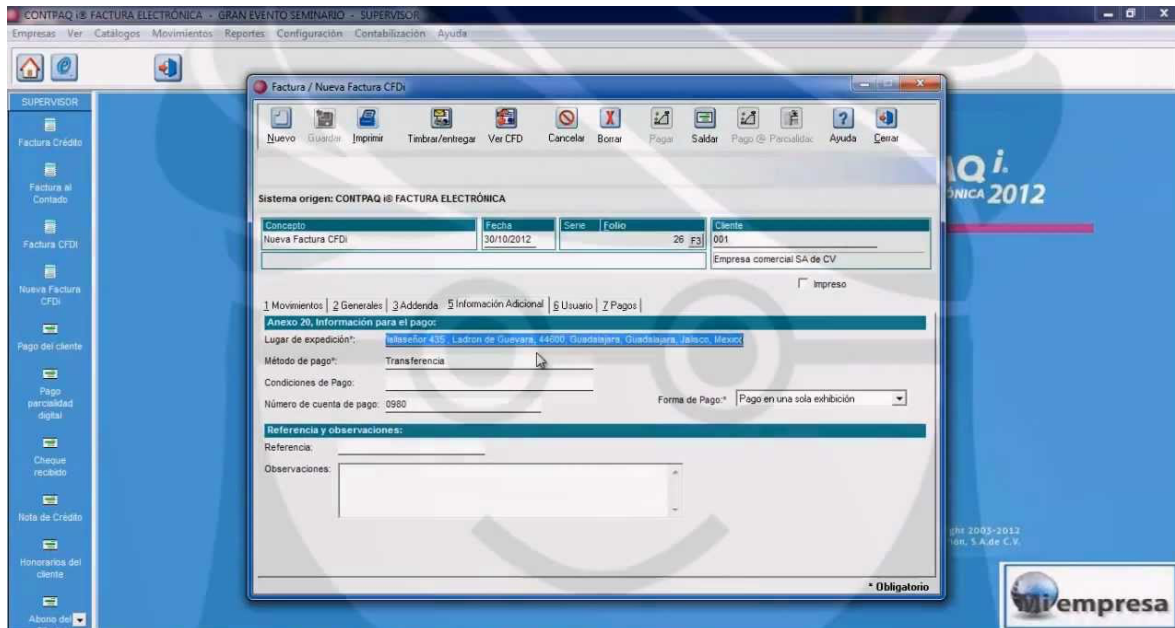 CONTPAQ i® FACTURA ELECTRÓNICA - GRAN EVENTO SEMINARIO - SUPERVISOR
Empresas Ver Catálogos Movimientos Reportes Configuración Contabilización Ayuda
SUPERVISOR
Factura Crédito
Factura al
Contado
Factura CFDI
Nueva Factura
CFDi
Pago del cliente
Pago
parcialidad
digital
Cheque
recibido
Nota de Crédito
Honorarios del
cliente
Abono del
Factura / Nueva Factura CFDi
Nuevo Guardar Imprimir Timbrar/entregar Ver CFD Cancelar Borrar Pagar Saldar Pago @ Parcialidad Ayuda Cerrar
Sistema origen: CONTPAQ i® FACTURA ELECTRÓNICA
Concepto Fecha Serie Folio Cliente
Nueva Factura CFDi 30/10/2012 26 F3 001
Empresa comercial SA de CV
Impreso
1 Movimientos 2 Generales 3 Addenda 5 Información Adicional 6 Usuario 7 Pagos
Anexo 20, Información para el pago:
Lugar de expedición*: 435 , Ladron de Guevara, 44600, Guadalajara, Guadalajara, Jalisco, Mexico
Método de pago*: Transferencia
Condiciones de Pago:
Número de cuenta de pago: 0980 Forma de Pago:* Pago en una sola exhibición
Referencia y observaciones:
Referencia:
Observaciones:
* Obligatorio
AQ i.
ÓNICA 2012
ght 2005-2012
ión, S.A.de C.V.
Mi empresa